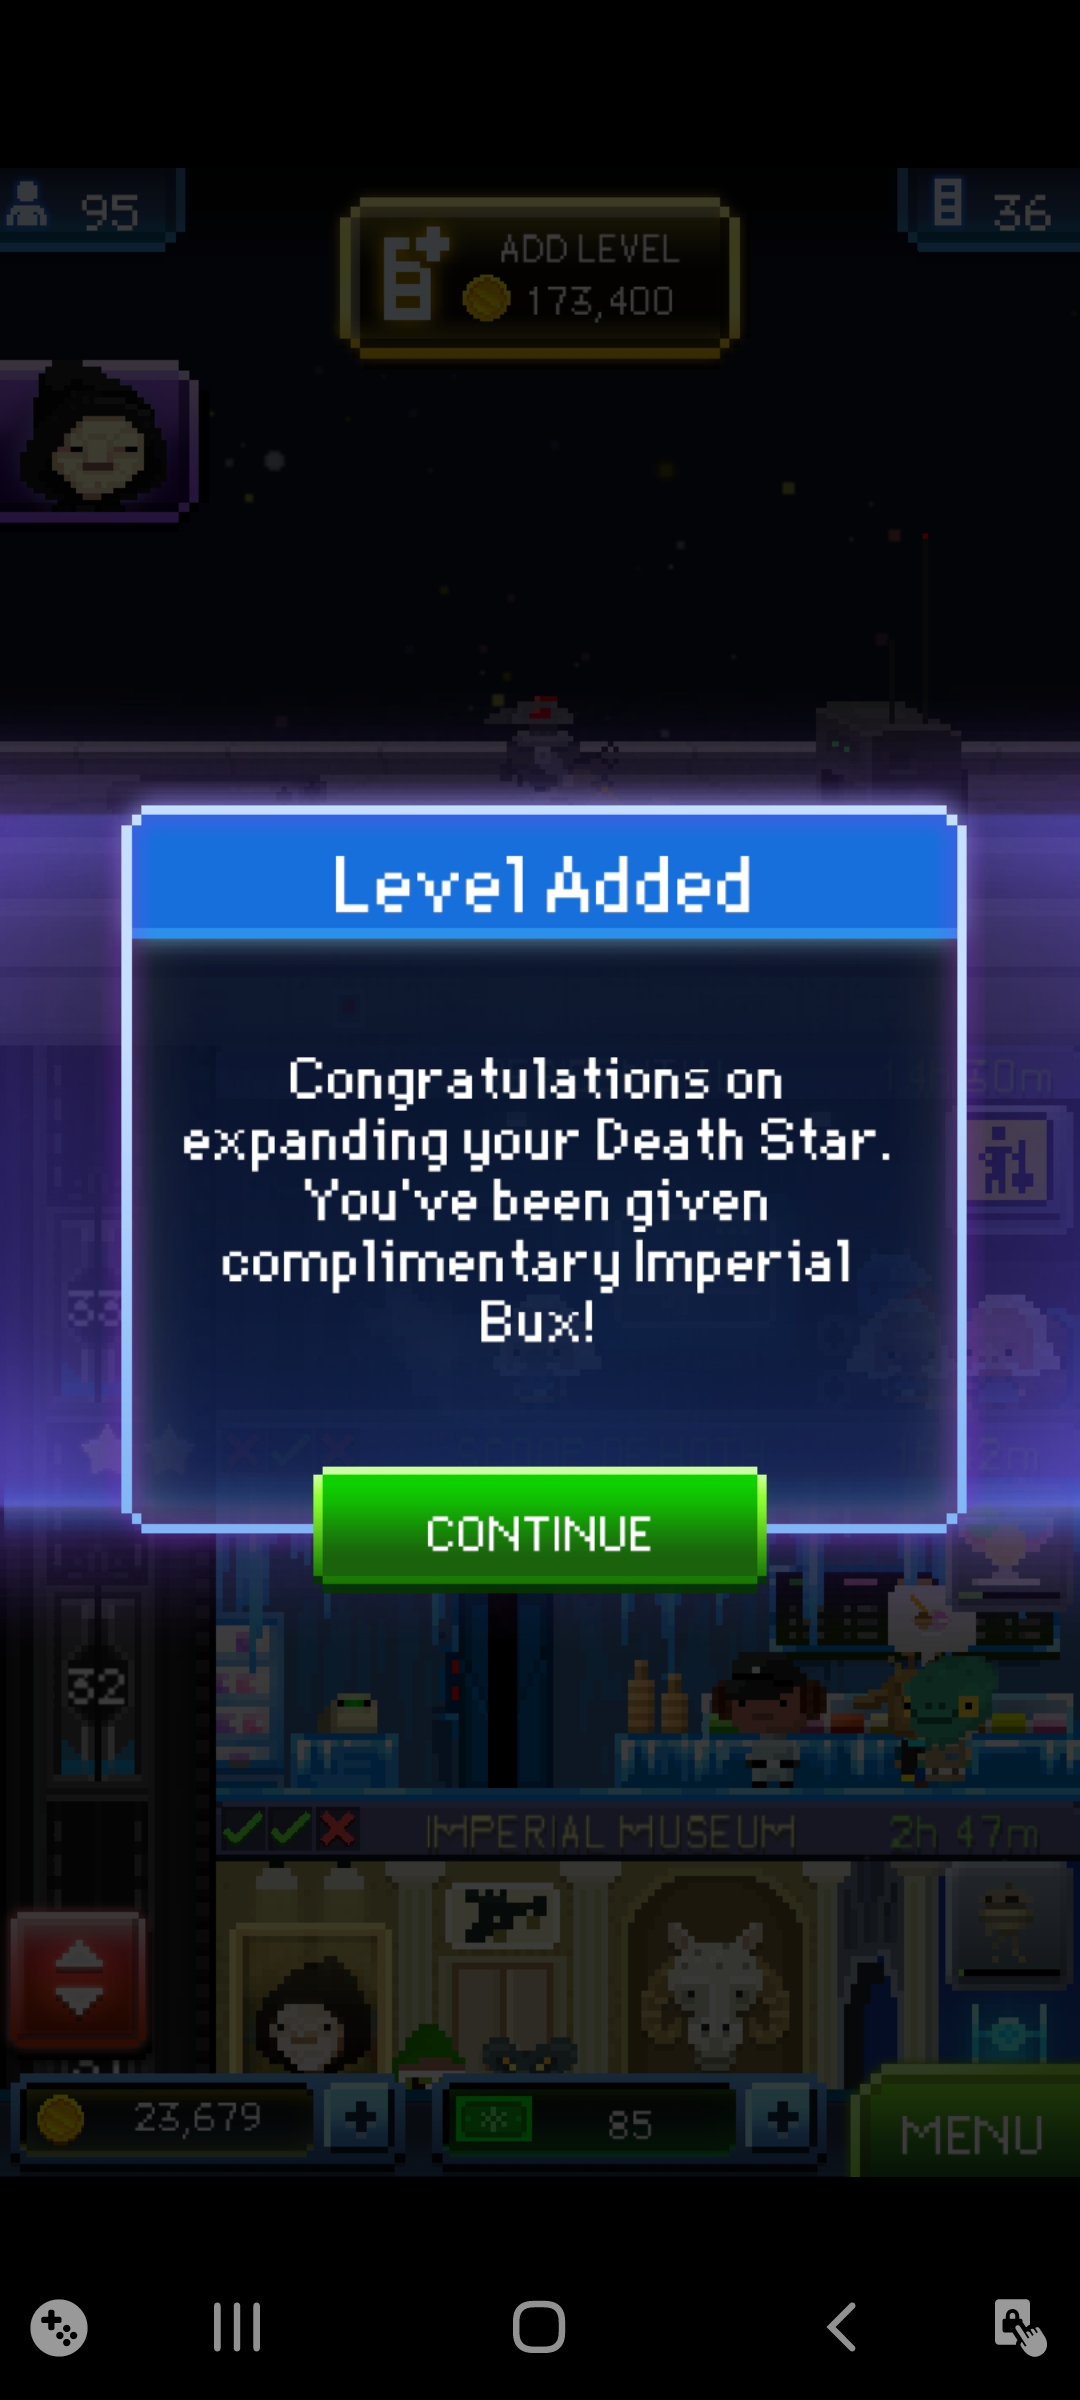 95
ADD LEVEL
173,400
36
Level Added
Congratulations on
expanding your Death Star.
You've been given
complimentary Imperial
Bux!
CONTINUE
33
32
IMPERIAL MUSEUM 2h 47m
23,679
85
MENU